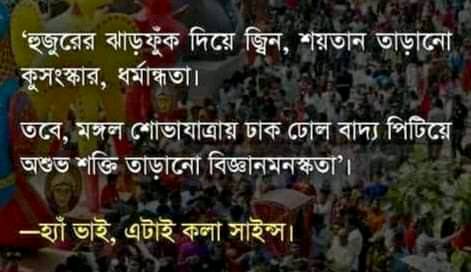 ‘হুজুরের ঝাড়ফুঁক দিয়ে জ্বিন, শয়তান তাড়ানো
কুসংস্কার, ধর্মান্ধতা।
তবে, মঙ্গল শোভাযাত্রায় ঢাক ঢোল বাদ্য পিটিয়ে
অশুভ শক্তি তাড়ানো বিজ্ঞানমনস্কতা’।
—হ্যাঁ ভাই, এটাই কলা সাইন্স।